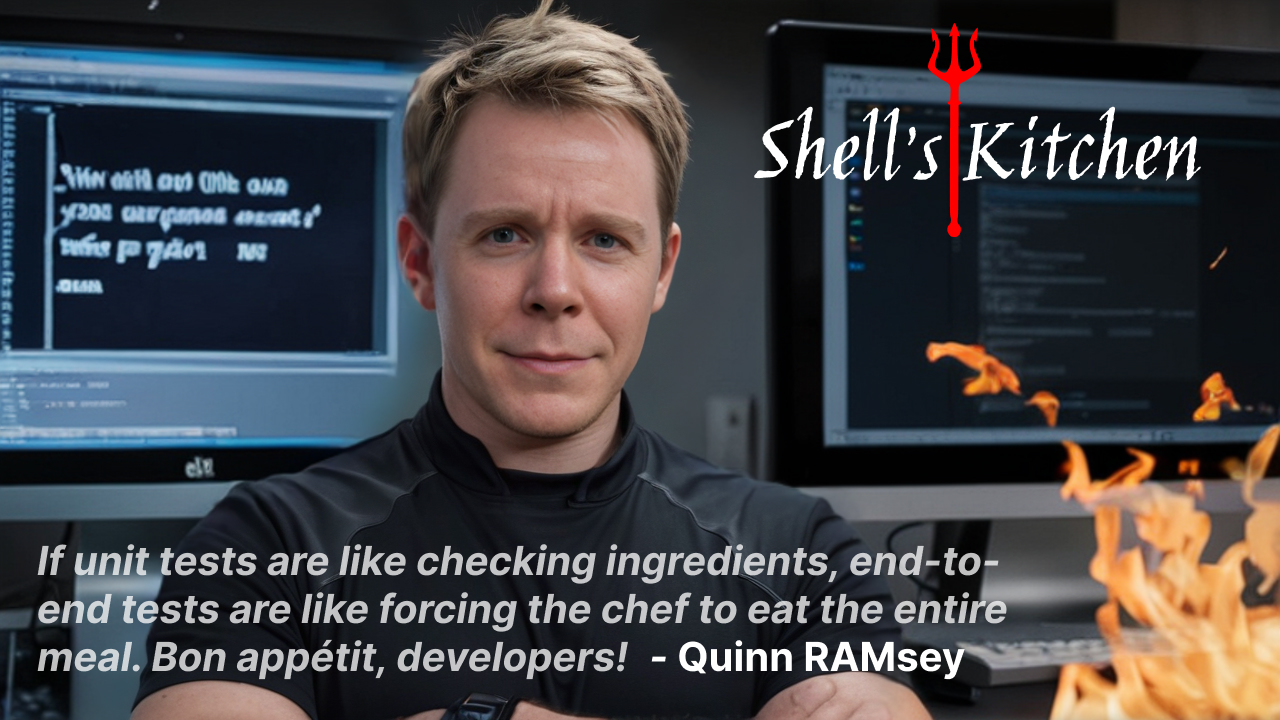 Shell's Kitchen
If unit tests are like checking ingredients, end-to-
end tests are like forcing the chef to eat the entire
meal. Bon appétit, developers! - Quinn RAMsey